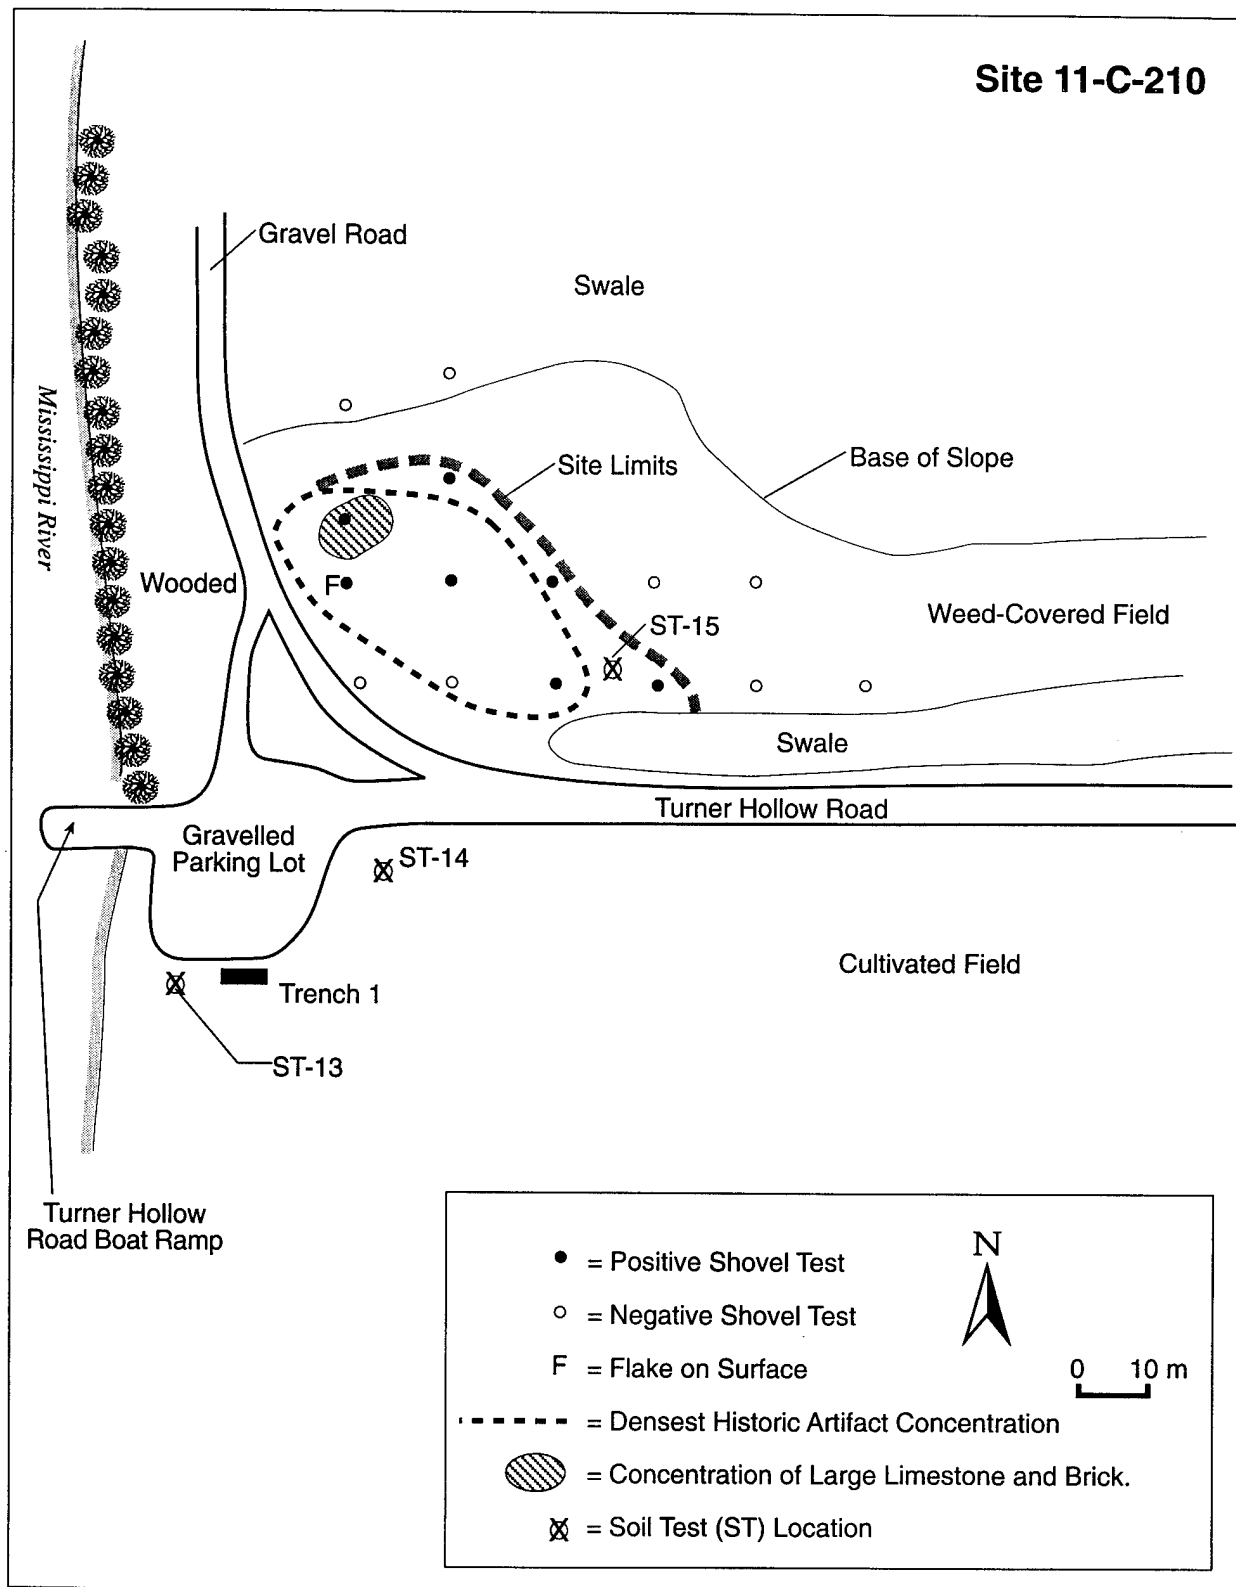 Site 11-C-210
Gravel Road
Swale
Mississippi River
Site Limits
Base of Slope
Wooded
F
ST-15
Weed-Covered Field
Swale
Turner Hollow Road
Gravelled
Parking Lot
ST-14
Cultivated Field
Trench 1
ST-13
Turner Hollow
Road Boat Ramp
N
= Positive Shovel Test
= Negative Shovel Test
F = Flake on Surface
0 10 m
= Densest Historic Artifact Concentration
= Concentration of Large Limestone and Brick.
= Soil Test (ST) Location